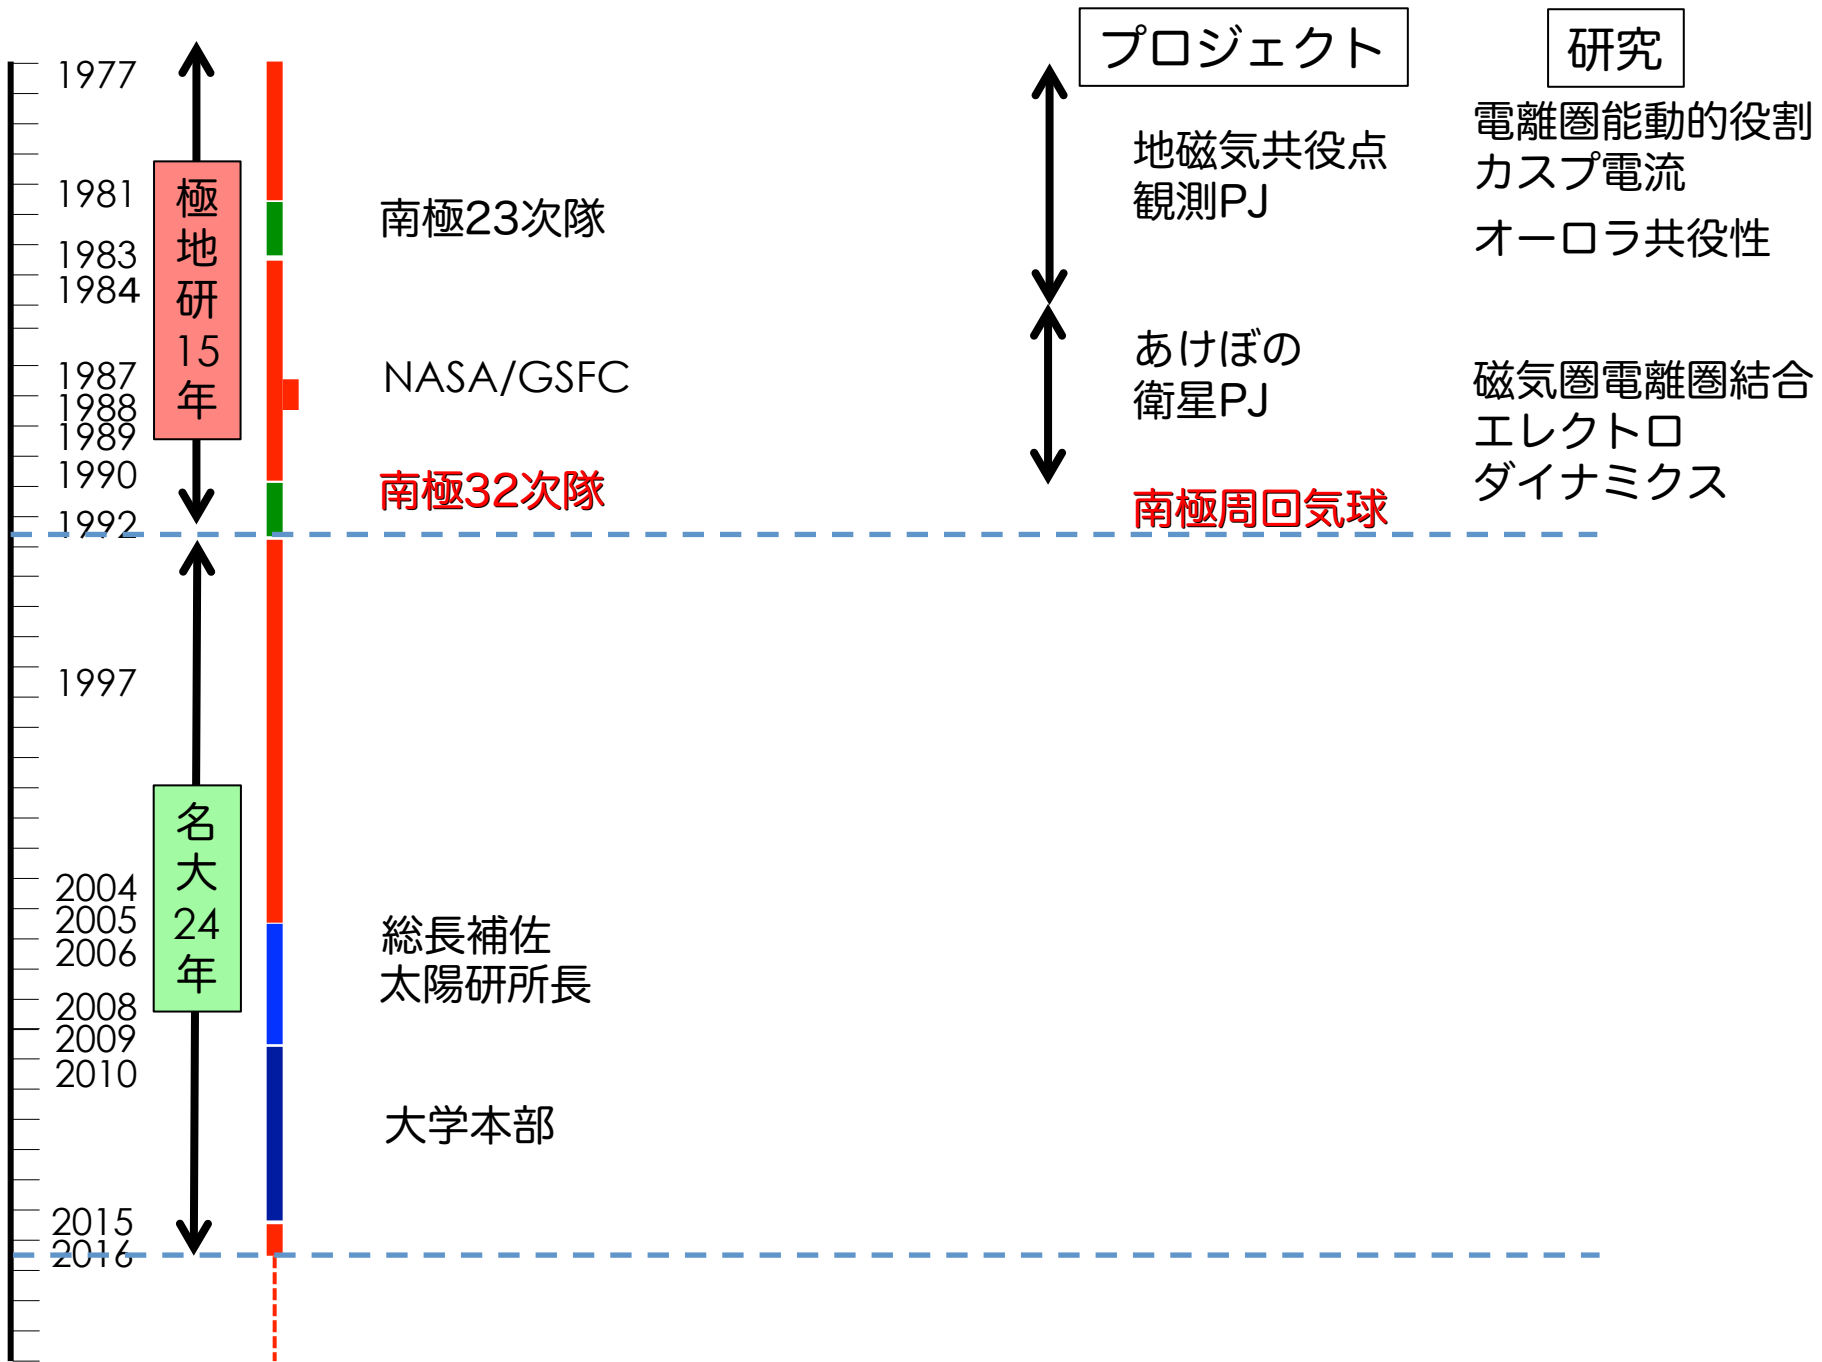 プロジェクト
研究
1977
1981
1983
1984
1987
1988
1989
1990
1992
1997
2004
2005
2006
2008
2009
2010
2015
2016
極
地
研
15
年
名
大
24
年
南極23次隊
NASA/GSFC
南極32次隊
総長補佐
太陽研所長
大学本部
地磁気共役点
観測PJ
あけぼの
衛星PJ
南極周回気球
電離圏能動的役割
カスプ電流
オーロラ共役性
磁気圏電離圏結合
エレクトロ
ダイナミクス